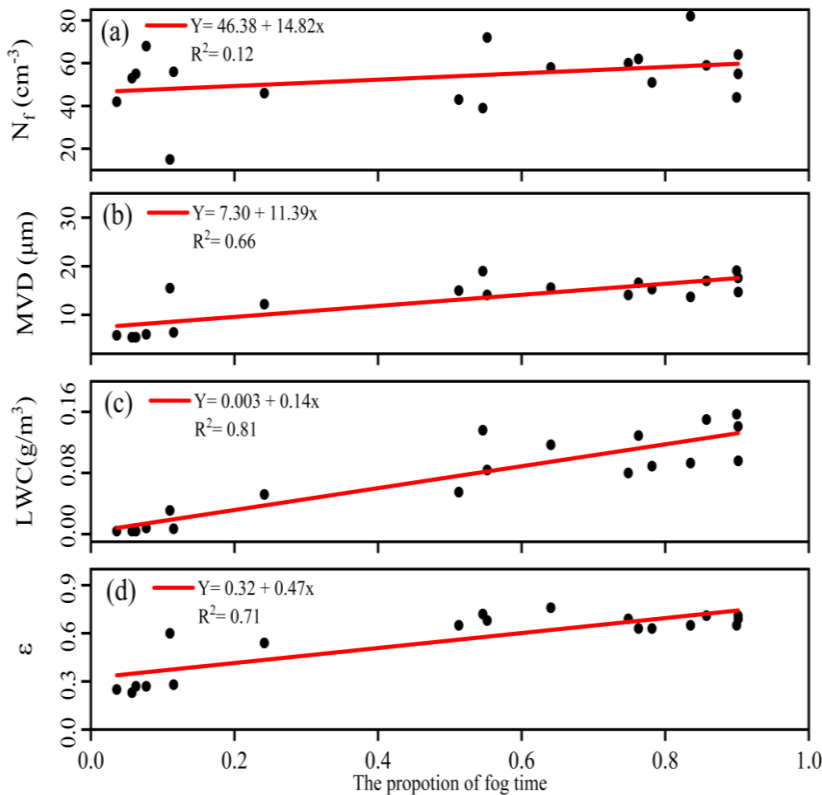 (a) Y= 46.38 + 14.82x
R²= 0.12
N_f (cm⁻³)
80
60
40
20
(b) Y= 7.30 + 11.39x
R²= 0.66
MVD (μm)
30
20
10
(c) Y= 0.003 + 0.14x
R²= 0.81
LWC(g/m³)
0.16
0.08
0.00
(d) Y= 0.32 + 0.47x
R²= 0.71
ε
0.9
0.6
0.3
0.0
0.0 0.2 0.4 0.6 0.8 1.0
The propotion of fog time